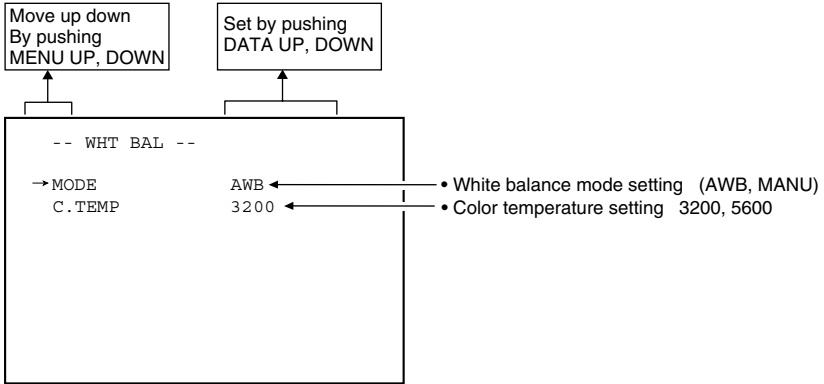 Move up down
By pushing
MENU UP, DOWN
Set by pushing
DATA UP, DOWN
-- WHT BAL --
→MODE AWB
C.TEMP 3200
• White balance mode setting (AWB, MANU)
• Color temperature setting 3200, 5600